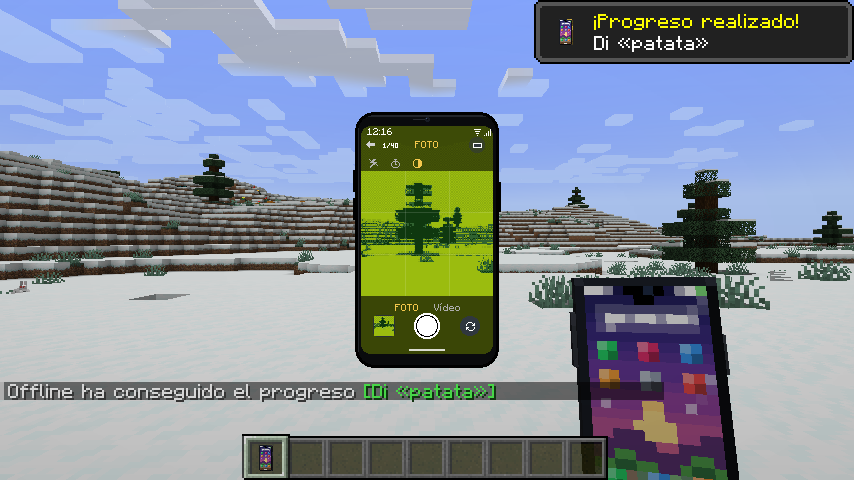 ¡Progreso realizado!
Di «patata»
12:16
1/40
FOTO
FOTO Vídeo
Offline ha conseguido el progreso [Di «patata»]